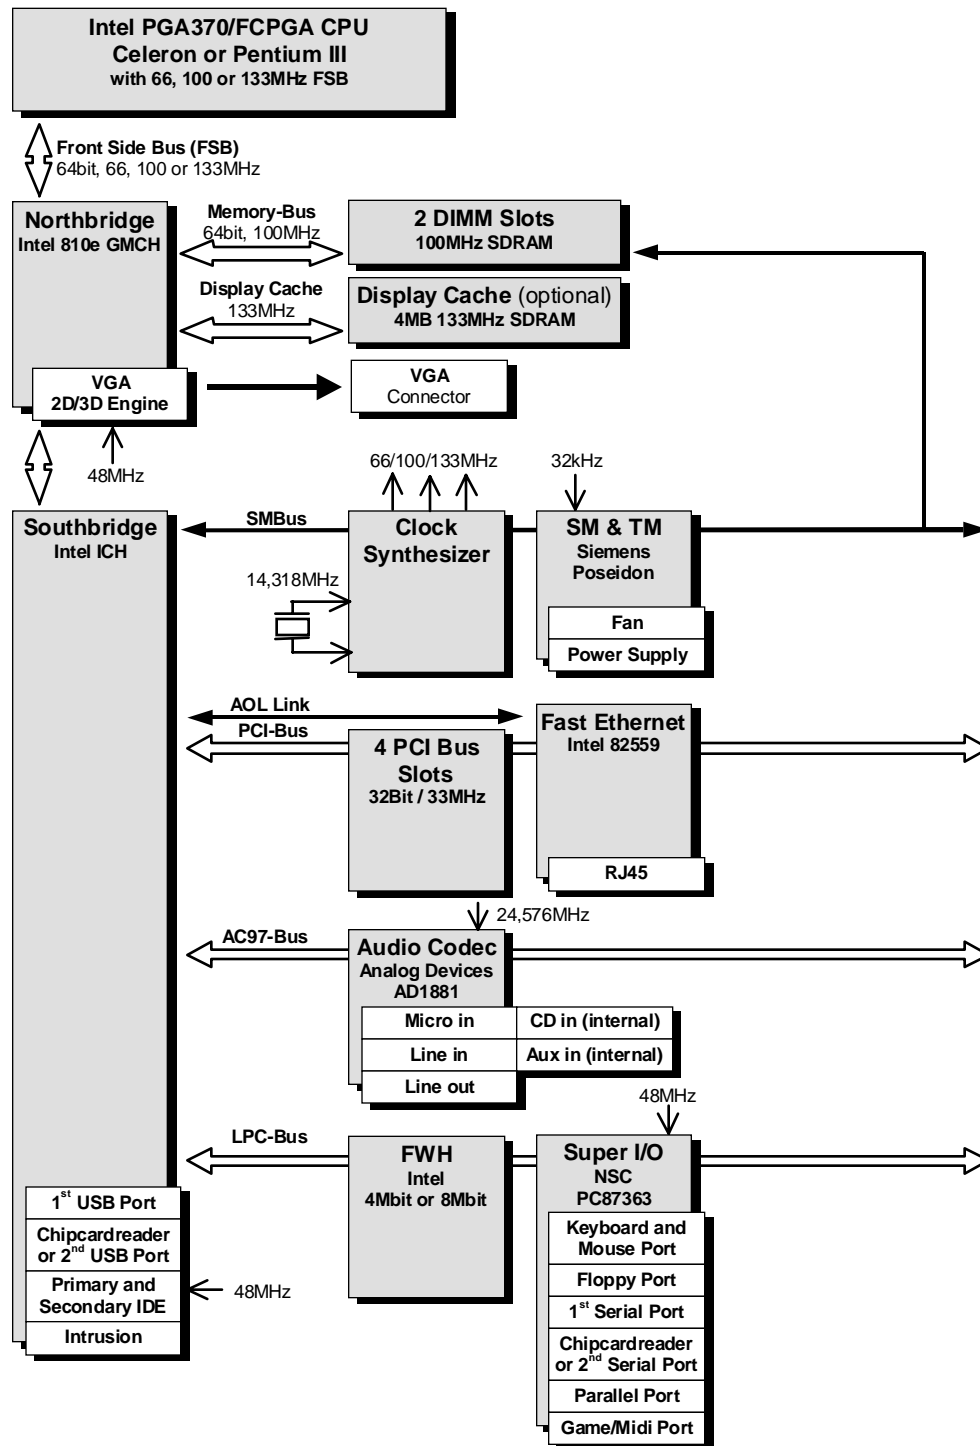 Intel PGA370/FCPGA CPU
Celeron or Pentium III
with 66, 100 or 133MHz FSB
Front Side Bus (FSB)
64bit, 66, 100 or 133MHz
Northbridge
Intel 810e GMCH
Memory-Bus
64bit, 100MHz
2 DIMM Slots
100MHz SDRAM
Display Cache
133MHz
Display Cache (optional)
4MB 133MHz SDRAM
VGA
2D/3D Engine
VGA
Connector
48MHz
66/100/133MHz
32kHz
Southbridge
Intel ICH
SMBus
Clock
Synthesizer
SM & TM
Siemens
Poseidon
14,318MHz
Fan
Power Supply
AOL Link
PCI-Bus
4 PCI Bus
Slots
32Bit / 33MHz
Fast Ethernet
Intel 82559
RJ45
24,576MHz
AC97-Bus
Audio Codec
Analog Devices
AD1881
Micro in
CD in (internal)
Line in
Aux in (internal)
Line out
48MHz
LPC-Bus
FWH
Intel
4Mbit or 8Mbit
Super I/O
NSC
PC87363
1st USB Port
Chipcardreader
or 2nd USB Port
Primary and
Secondary IDE
Intrusion
48MHz
Keyboard and
Mouse Port
Floppy Port
1st Serial Port
Chipcardreader
or 2nd Serial Port
Parallel Port
Game/Midi Port